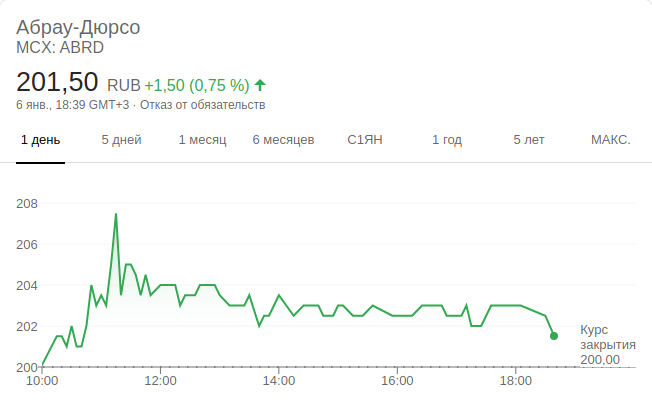 Абрау-Дюрсо
MCX: ABRD
201,50 RUB +1,50 (0,75 %)
6 янв., 18:39 GMT+3 · Отказ от обязательств
1 день 5 дней 1 месяц 6 месяцев С1ЯН 1 год 5 лет МАКС.
208
206
204
202
200
Курс
закрытия
200,00
10:00 12:00 14:00 16:00 18:00